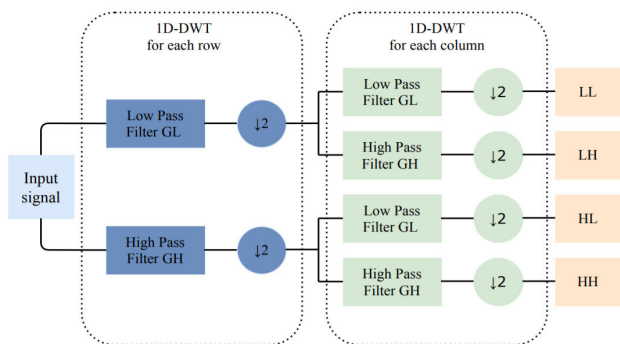 1D-DWT
for each row
1D-DWT
for each column
Input
signal
Low Pass
Filter GL
↓2
High Pass
Filter GH
↓2
Low Pass
Filter GL
↓2
LL
High Pass
Filter GH
↓2
LH
Low Pass
Filter GL
↓2
HL
High Pass
Filter GH
↓2
HH